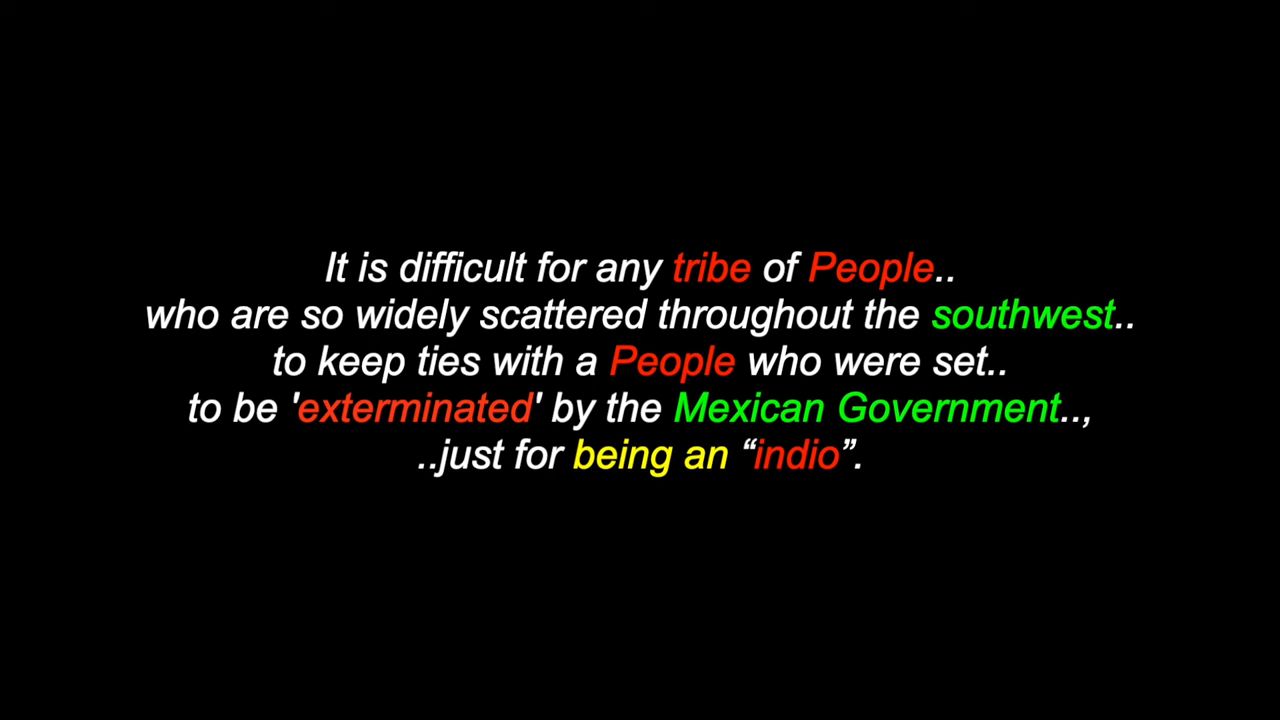 It is difficult for any tribe of People..
who are so widely scattered throughout the southwest..
to keep ties with a People who were set..
to be 'exterminated' by the Mexican Government..,
..just for being an “indio”.